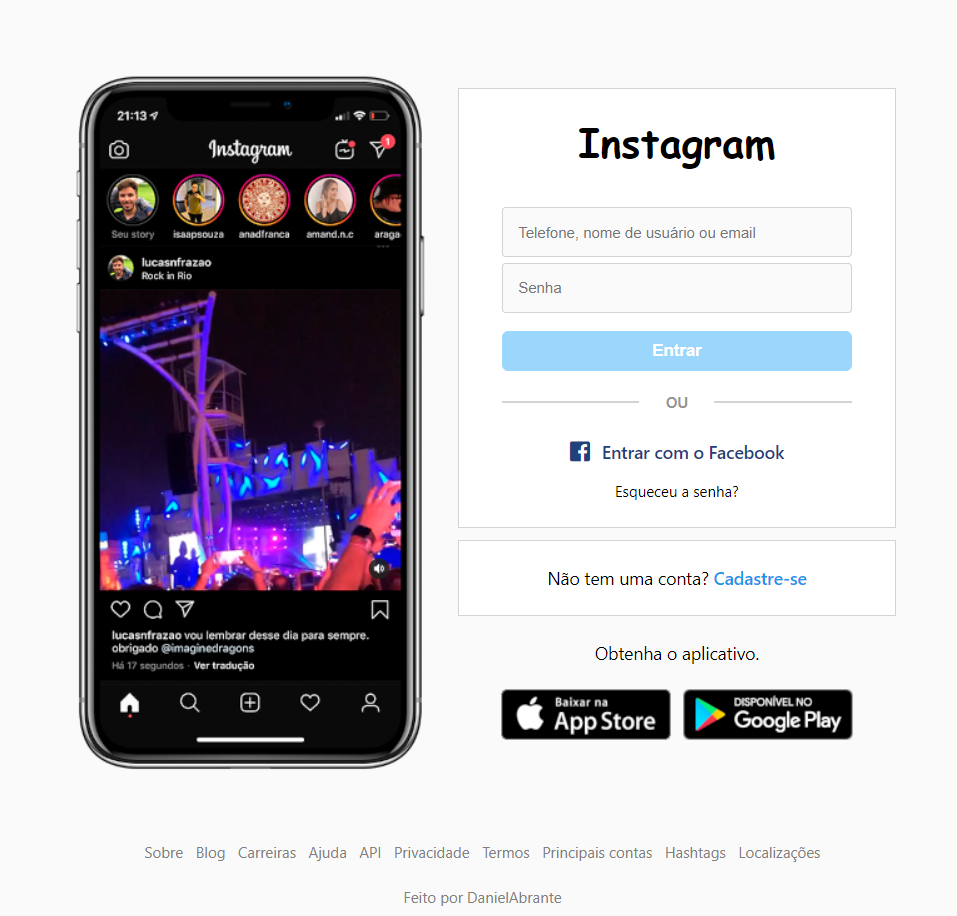 21:13
Instagram
1
Seu story
isaapsouza
anadfranca
amand.n.c
araga
lucasnfrazao
Rock in Rio
lucasnfrazao vou lembrar desse dia para sempre.
obrigado @imaginedragons
Há 17 segundos · Ver tradução
Instagram
Telefone, nome de usuário ou email
Senha
Entrar
OU
Entrar com o Facebook
Esqueceu a senha?
Não tem uma conta? Cadastre-se
Obtenha o aplicativo.
Baixar na
App Store
DISPONÍVEL NO
Google Play
Sobre Blog Carreiras Ajuda API Privacidade Termos Principais contas Hashtags Localizações
Feito por DanielAbrante